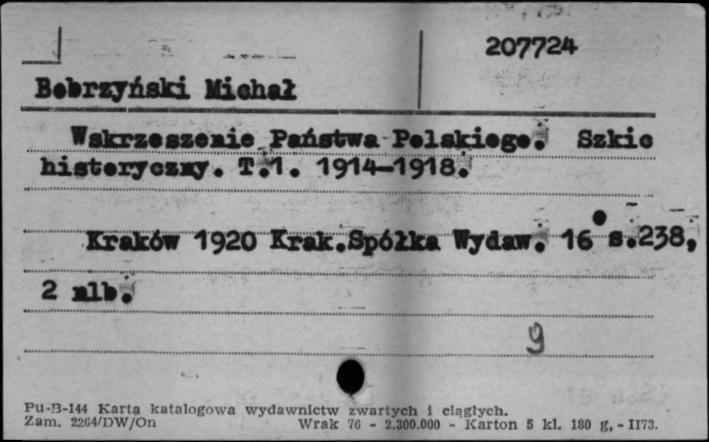 207724
Bobrzyński Michał
Wskrzeszenie Państwa Polskiego. Szkic
historyczny. T.1. 1914-1918.
Kraków 1920 Krak.Spółka Wydaw. 16° s.238,
2 nlb.
9
Pu-B-144 Karta katalogowa wydawnictw zwartych i ciągłych.
Zam. 2264/DW/On Wrak 76 - 2.300.000 - Karton 5 kl. 180 g, - II73.